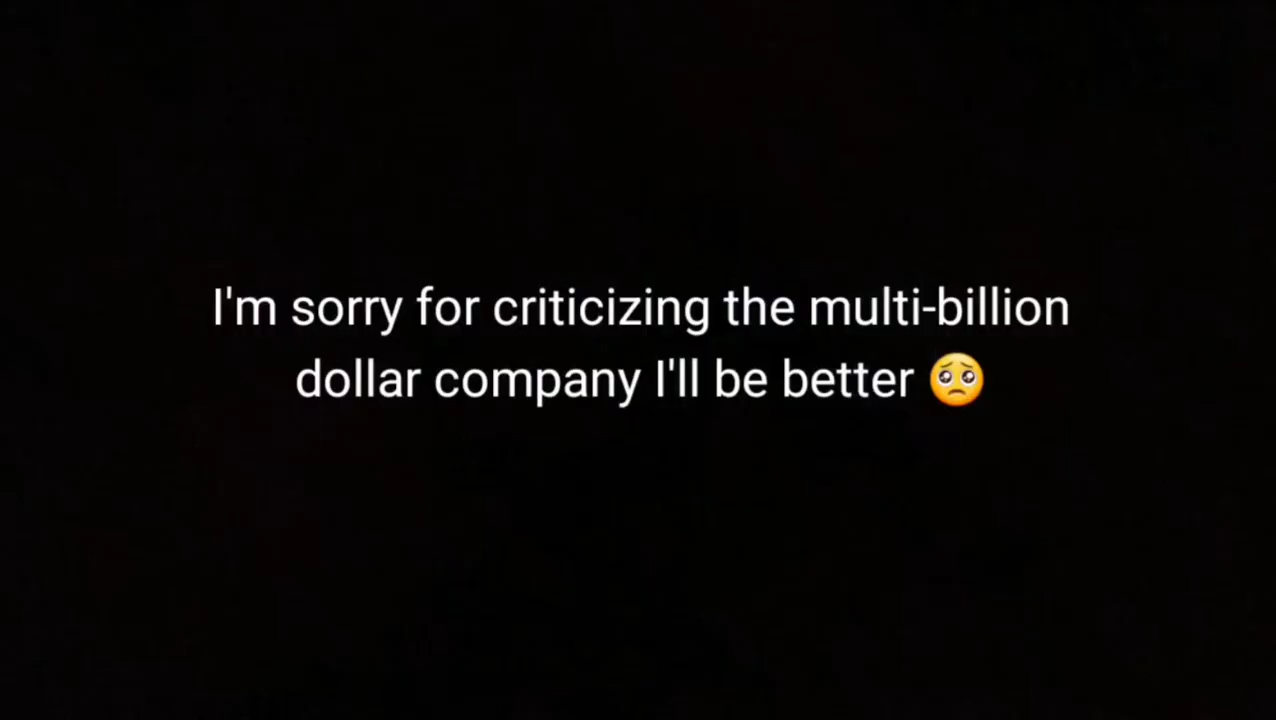 I'm sorry for criticizing the multi-billion
dollar company I'll be better 🥺